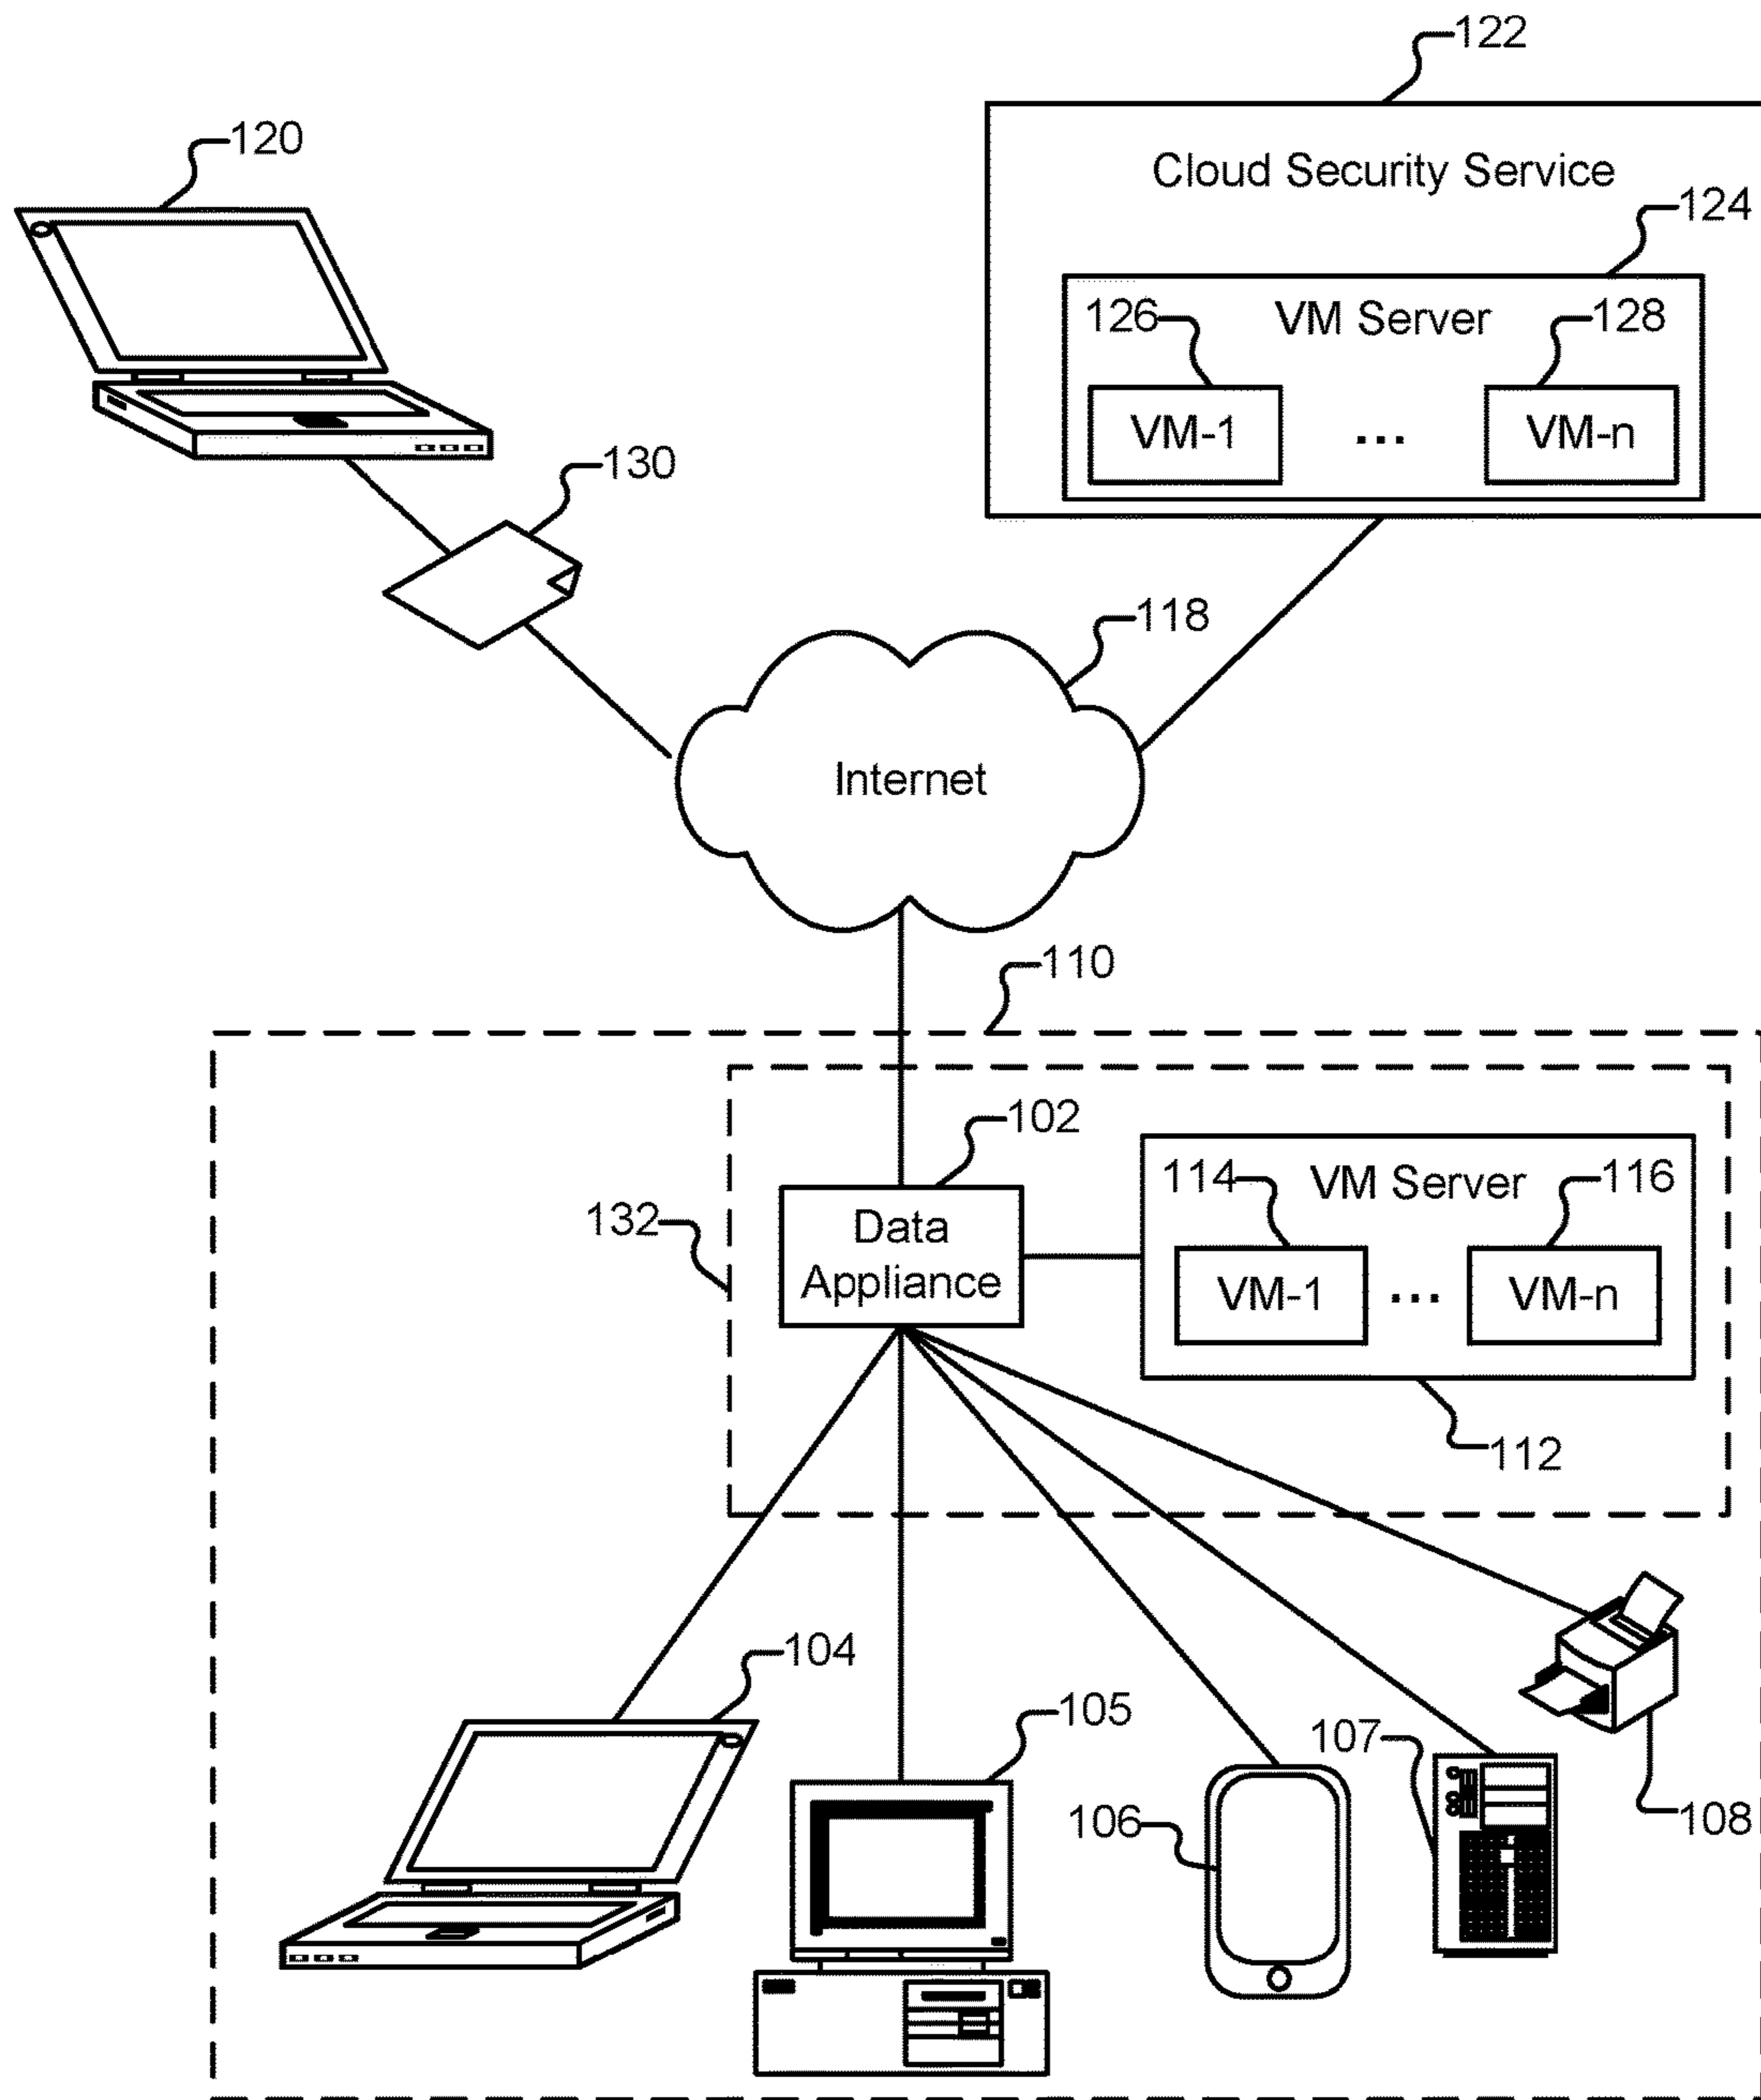 122
120
Cloud Security Service
124
126 VM Server 128
VM-1 ... VM-n
130
118
Internet
110
102
114 VM Server 116
132
Data
Appliance
VM-1 ... VM-n
112
104
105
107
106
108